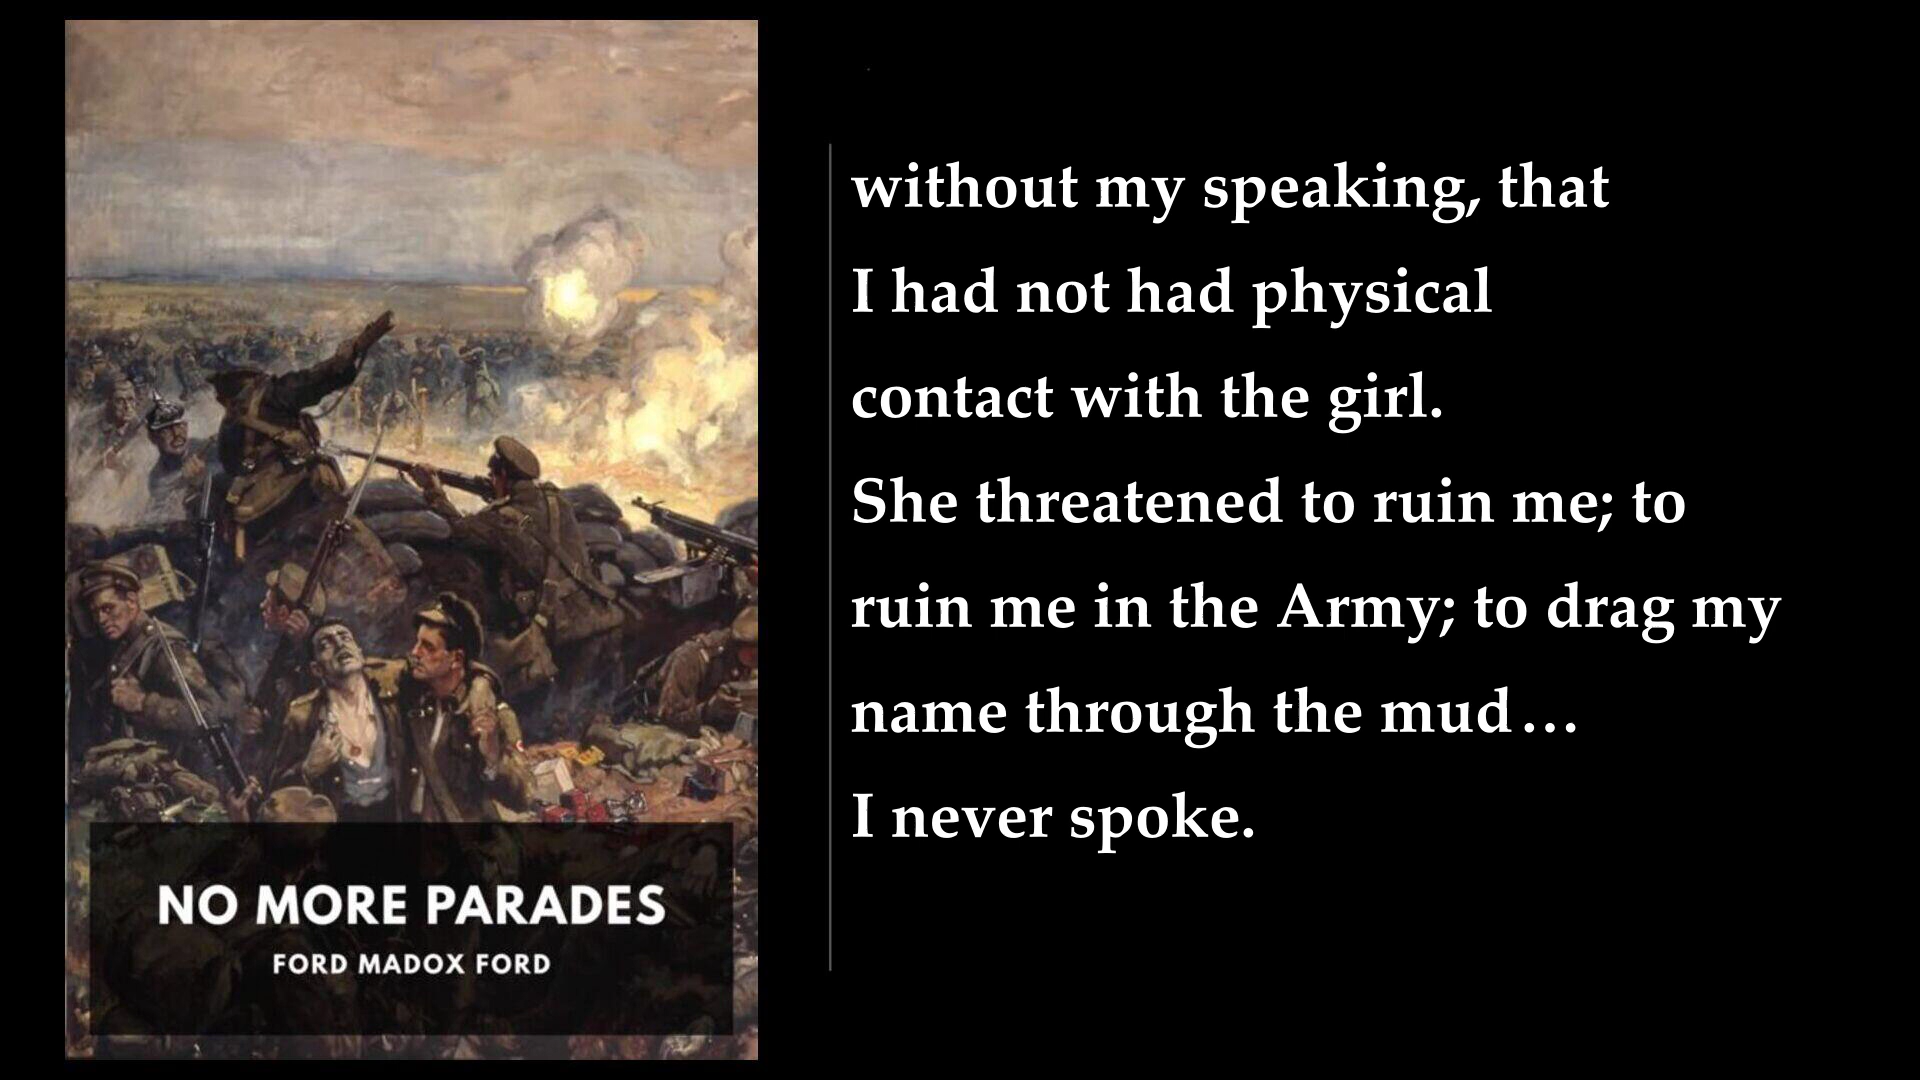 without my speaking, that
I had not had physical
contact with the girl.
She threatened to ruin me; to
ruin me in the Army; to drag my
name through the mud…
I never spoke.
NO MORE PARADES
FORD MADOX FORD